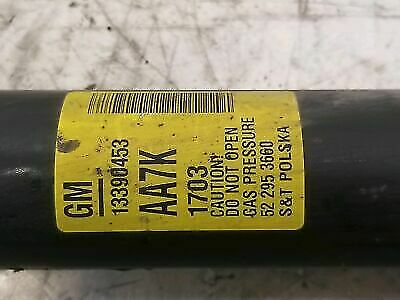 GM
13390453
AA7K
1703
CAUTION!
DO NOT OPEN
GAS PRESSURE
52 295 3660
S&T POLSKA